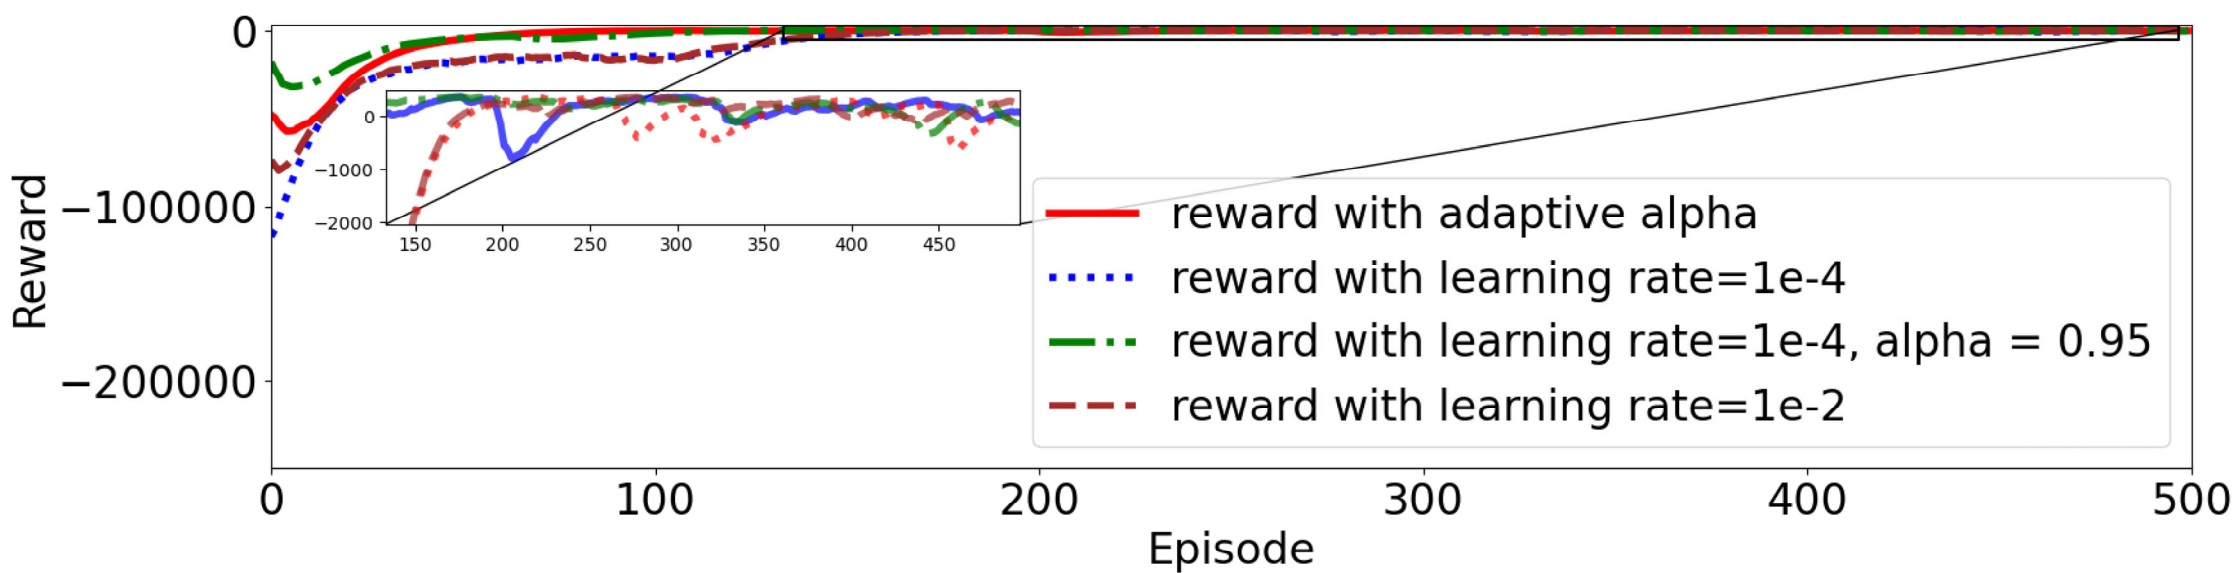 0
−100000
−200000
Reward
0
−1000
−2000
150 200 250 300 350 400 450
reward with adaptive alpha
reward with learning rate=1e-4
reward with learning rate=1e-4, alpha = 0.95
reward with learning rate=1e-2
0 100 200 300 400 500
Episode